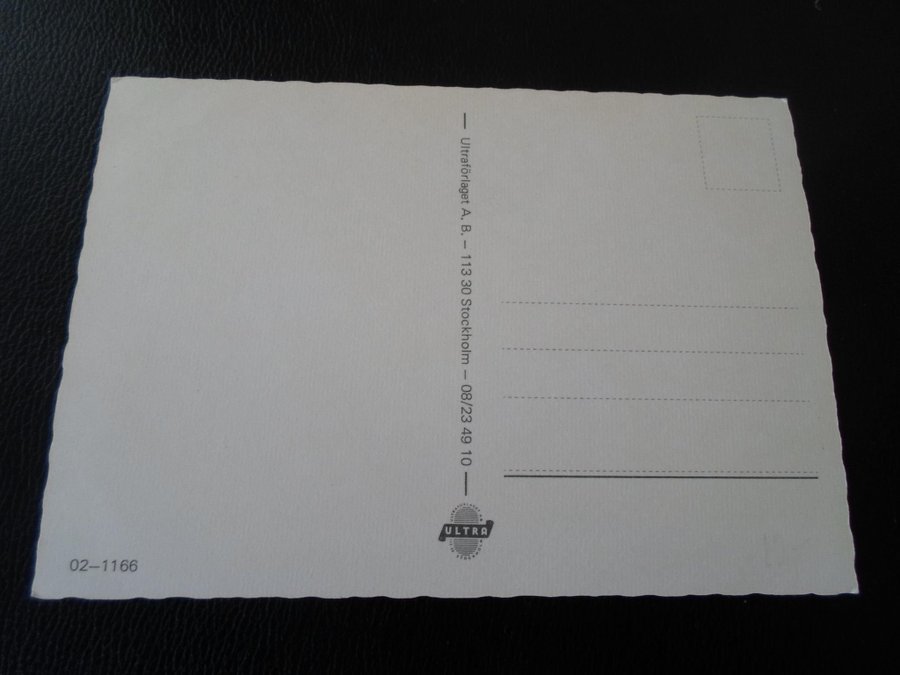 Ultraförlaget A. B. – 113 30 Stockholm – 08/23 49 10
ULTRA
02–1166